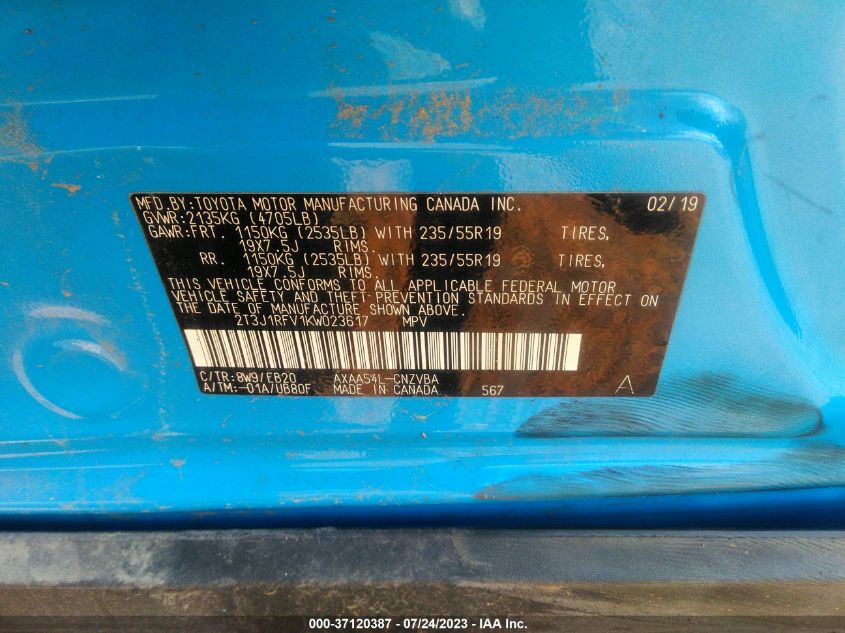 MFD.BY:TOYOTA MOTOR MANUFACTURING CANADA INC. 02/19
GVWR:2135KG (4705LB)
GAWR:FRT. 1150KG (2535LB) WITH 235/55R19 TIRES,
19X7.5J RIMS.
RR. 1150KG (2535LB) WITH 235/55R19 TIRES,
19X7.5J RIMS.
THIS VEHICLE CONFORMS TO ALL APPLICABLE FEDERAL MOTOR
VEHICLE SAFETY AND THEFT PREVENTION STANDARDS IN EFFECT ON
THE DATE OF MANUFACTURE SHOWN ABOVE.
2T3J1RFV1KW023617 MPV
C/TR:8W9/EB20 AXAA54L-CNZVBA
A/TM:-01A/UB80F MADE IN CANADA 567 A
000-37120387 - 07/24/2023 - IAA Inc.